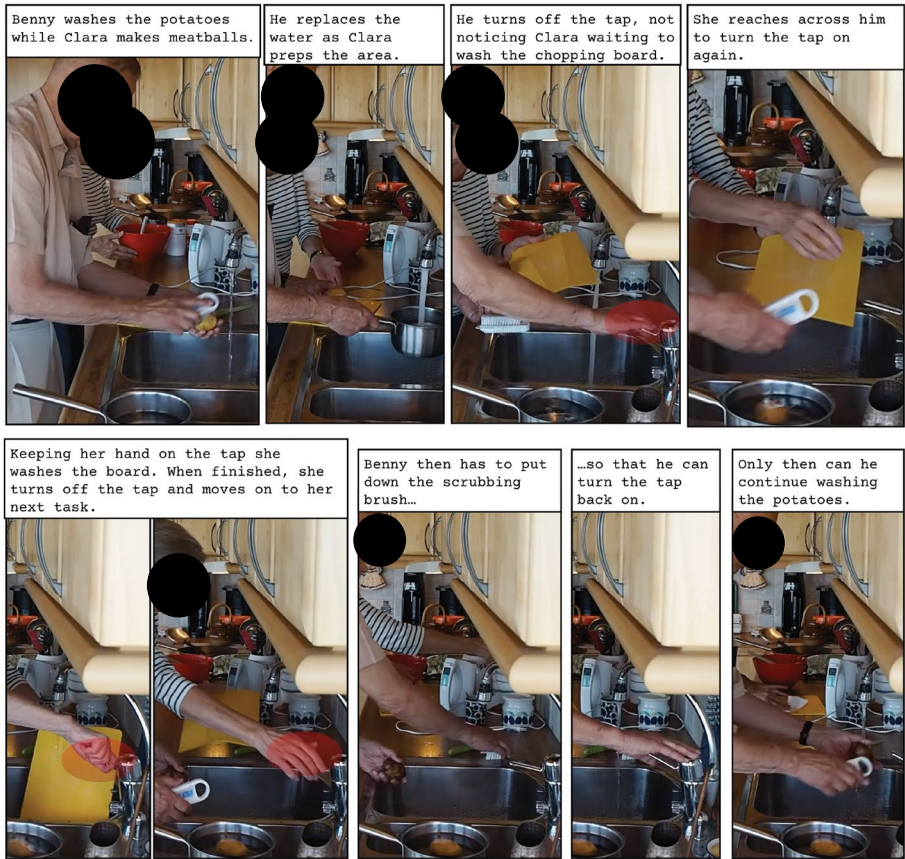 Benny washes the potatoes
while Clara makes meatballs.
He replaces the
water as Clara
preps the area.
He turns off the tap, not
noticing Clara waiting to
wash the chopping board.
She reaches across him
to turn the tap on
again.
Keeping her hand on the tap she
washes the board. When finished, she
turns off the tap and moves on to her
next task.
Benny then has to put
down the scrubbing
brush…
…so that he can
turn the tap
back on.
Only then can he
continue washing
the potatoes.